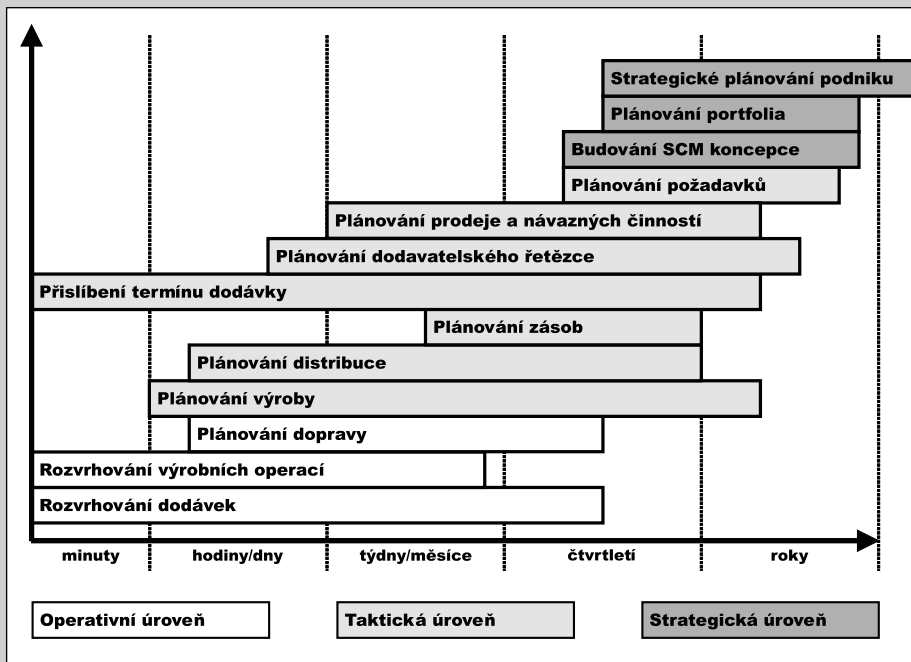 Strategické plánování podniku
Plánování portfolia
Budování SCM koncepce
Plánování požadavků
Plánování prodeje a návazných činností
Plánování dodavatelského řetězce
Přislíbení termínu dodávky
Plánování zásob
Plánování distribuce
Plánování výroby
Plánování dopravy
Rozvrhování výrobních operací
Rozvrhování dodávek
minuty hodiny/dny týdny/měsíce čtvrtletí roky
Operativní úroveň Taktická úroveň Strategická úroveň